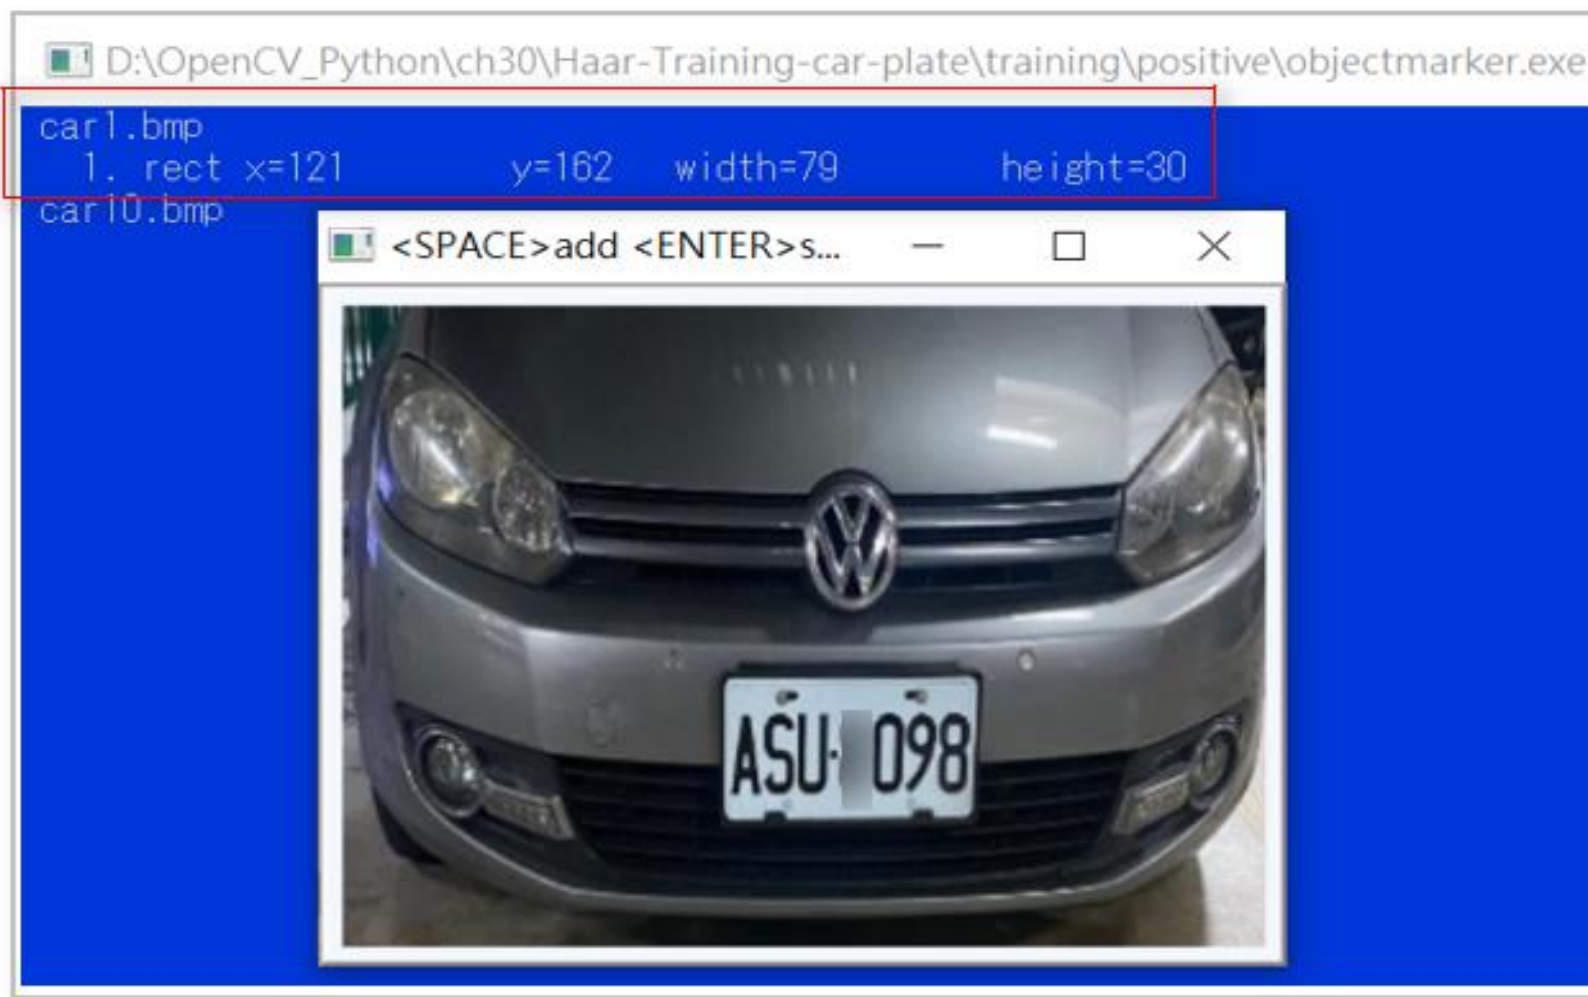 D:\OpenCV_Python\ch30\Haar-Training-car-plate\training\positive\objectmarker.exe
car1.bmp
1. rect x=121 y=162 width=79 height=30
car10.bmp
<SPACE>add <ENTER>s...
ASU· 098